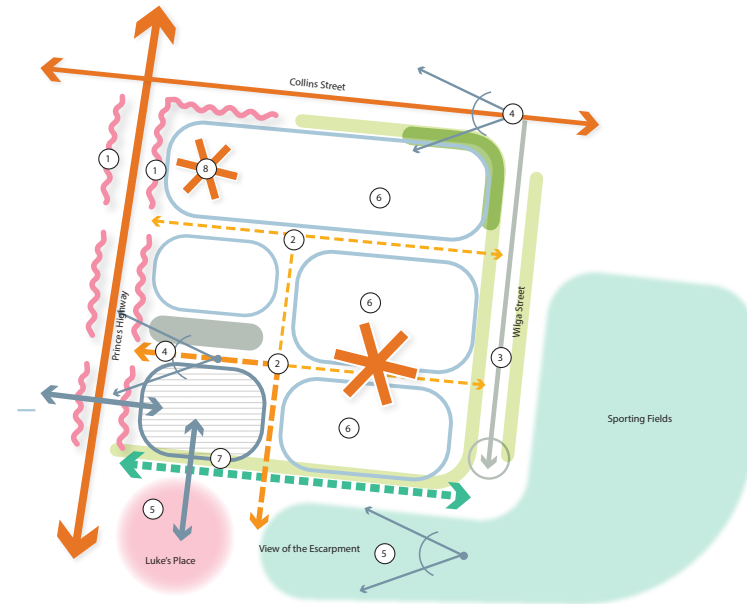 Collins Street
4
1
1
8
6
2
6
Princes Highway
Wilga Street
4
2
3
Sporting Fields
6
7
5
View of the Escarpment
5
Luke's Place